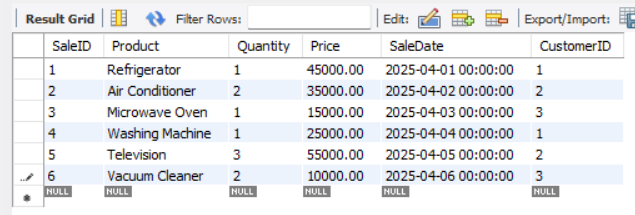 Result Grid Filter Rows: Edit: Export/Import:
SaleID Product Quantity Price SaleDate CustomerID
1 Refrigerator 1 45000.00 2025-04-01 00:00:00 1
2 Air Conditioner 2 35000.00 2025-04-02 00:00:00 2
3 Microwave Oven 1 15000.00 2025-04-03 00:00:00 3
4 Washing Machine 1 25000.00 2025-04-04 00:00:00 1
5 Television 3 55000.00 2025-04-05 00:00:00 2
6 Vacuum Cleaner 2 10000.00 2025-04-06 00:00:00 3
NULL NULL NULL NULL NULL NULL